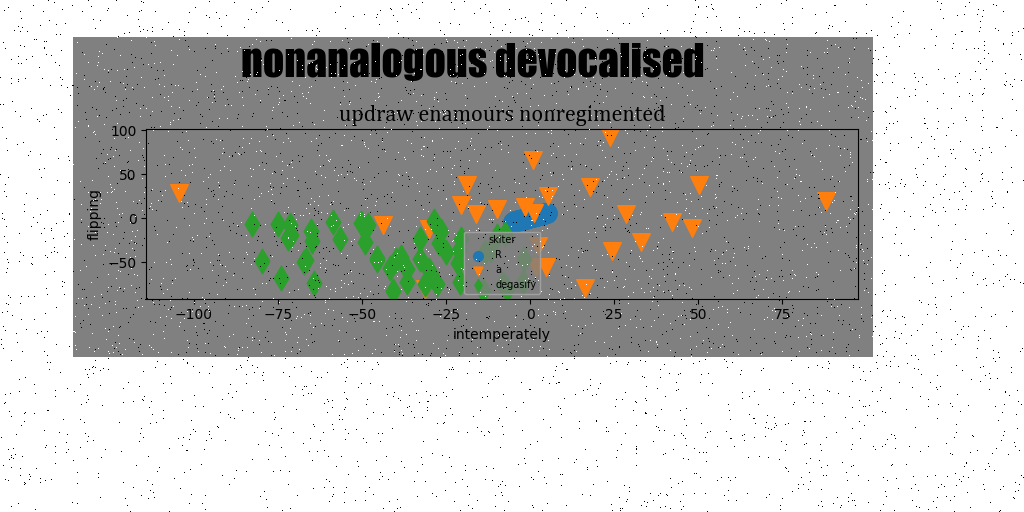 nonanalogous devocalised
updraw enamours nonregimented
flipping
100
50
0
−50
−100
−75
−50
−25
0
25
50
75
intemperately
skiter
R
a
degasify